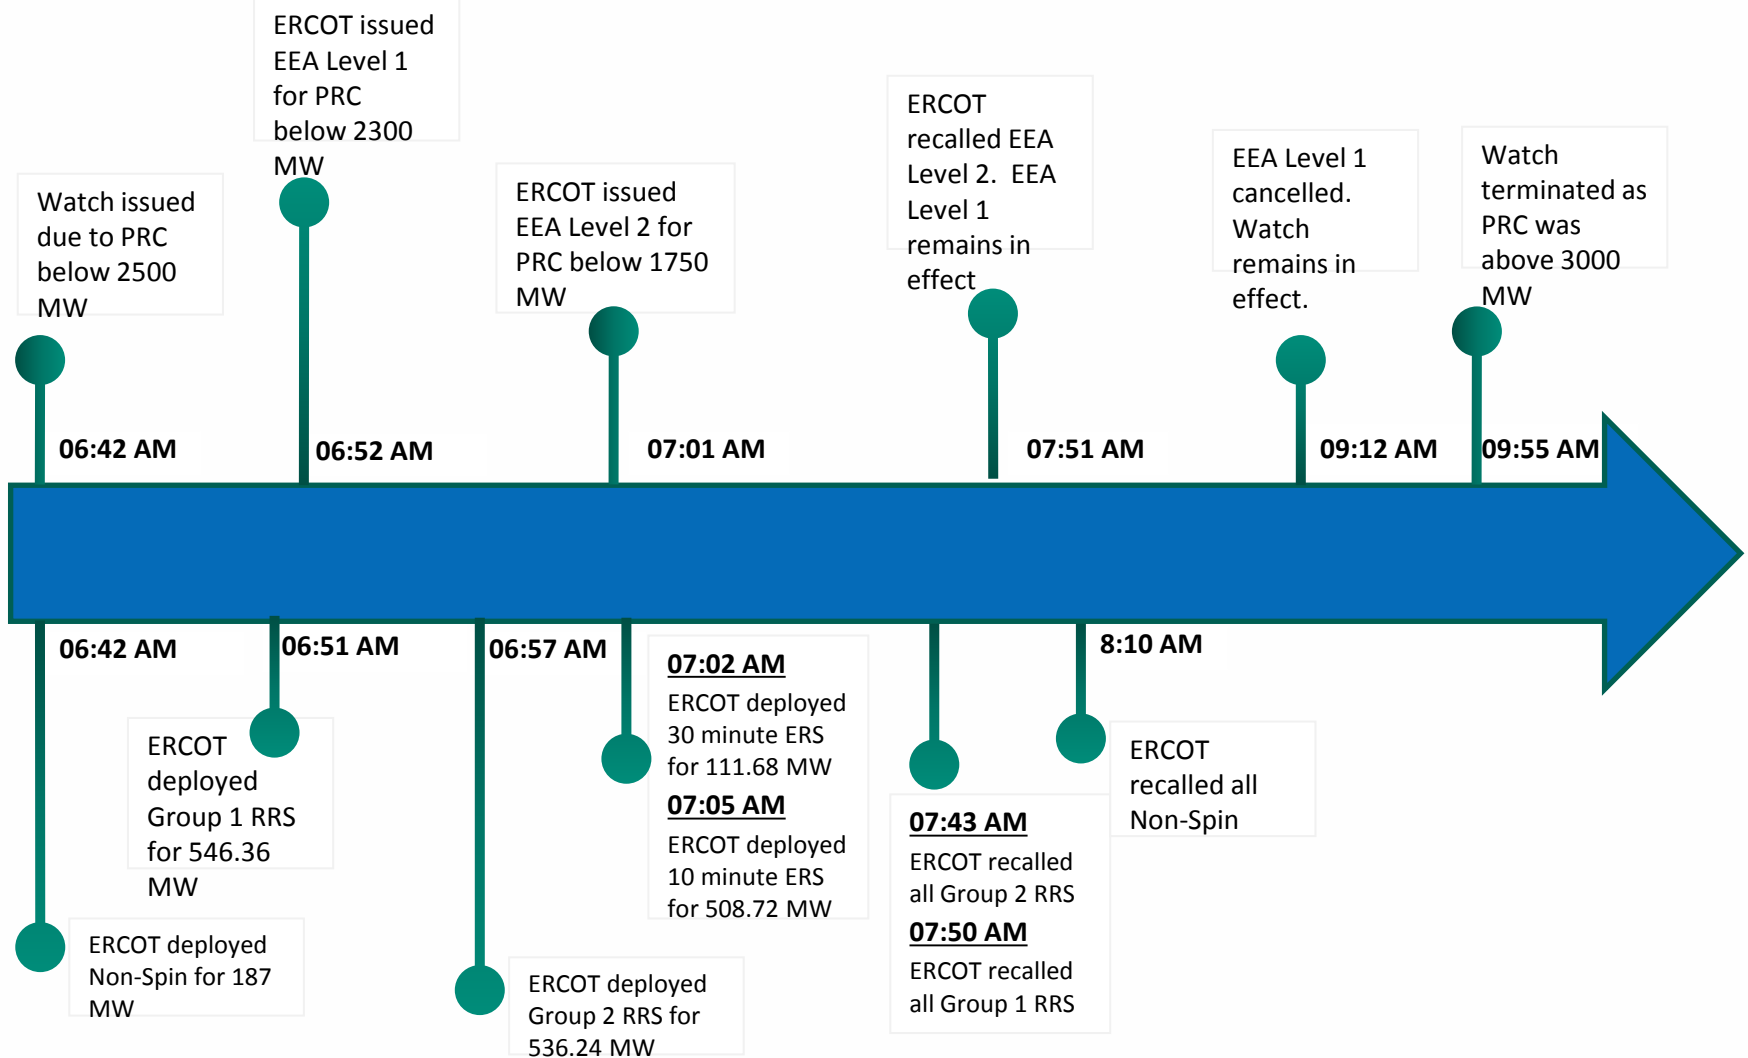 ERCOT issued
EEA Level 1
for PRC
below 2300
MW
ERCOT
recalled EEA
Level 2.  EEA
Level 1
remains in
effect
EEA Level 1
cancelled.
Watch
remains in
effect.
Watch
terminated as
PRC was
above 3000
MW
Watch issued
due to PRC
below 2500
MW
ERCOT issued
EEA Level 2 for
PRC below 1750
MW
06:42 AM
06:52 AM
07:01 AM
07:51 AM
09:12 AM
09:55 AM
06:42 AM
06:51 AM
06:57 AM
07:02 AM
ERCOT deployed
30 minute ERS
for 111.68 MW
07:05 AM
ERCOT deployed
10 minute ERS
for 508.72 MW
8:10 AM
ERCOT
deployed
Group 1 RRS
for 546.36
MW
ERCOT
recalled all
Non-Spin
07:43 AM
ERCOT recalled
all Group 2 RRS
07:50 AM
ERCOT recalled
all Group 1 RRS
ERCOT deployed
Non-Spin for 187
MW
ERCOT deployed
Group 2 RRS for
536.24 MW